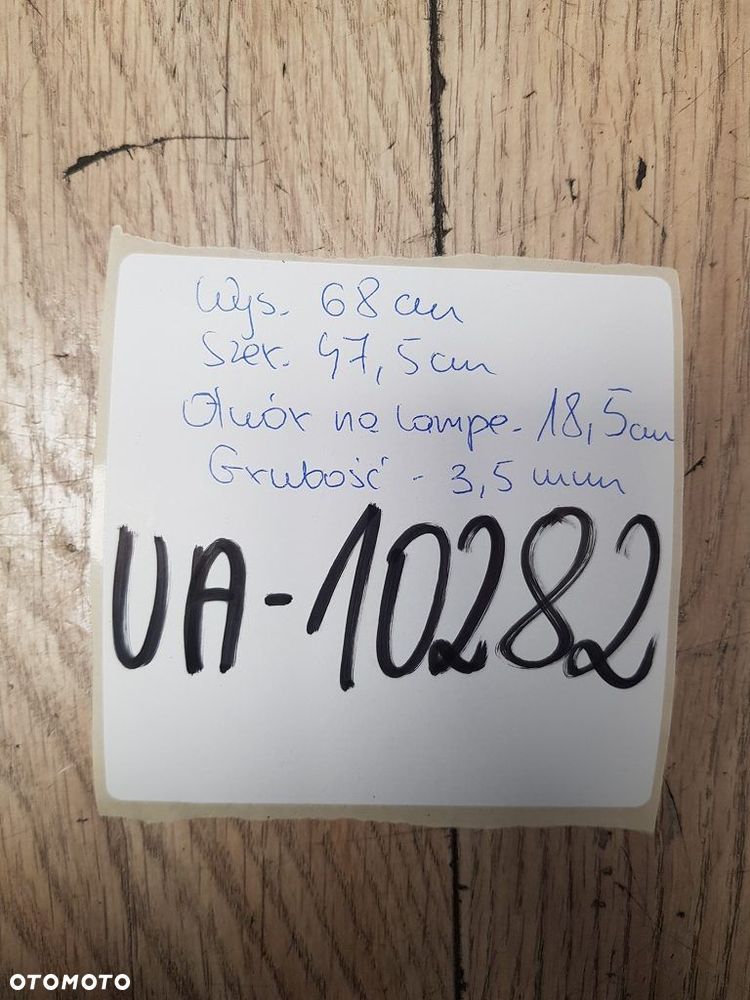 Wys. 68 cm
Szer. 47,5 cm
Otwór na lampe - 18,5 cm
Grubość - 3,5 mm
UA-10282
OTOMOTO